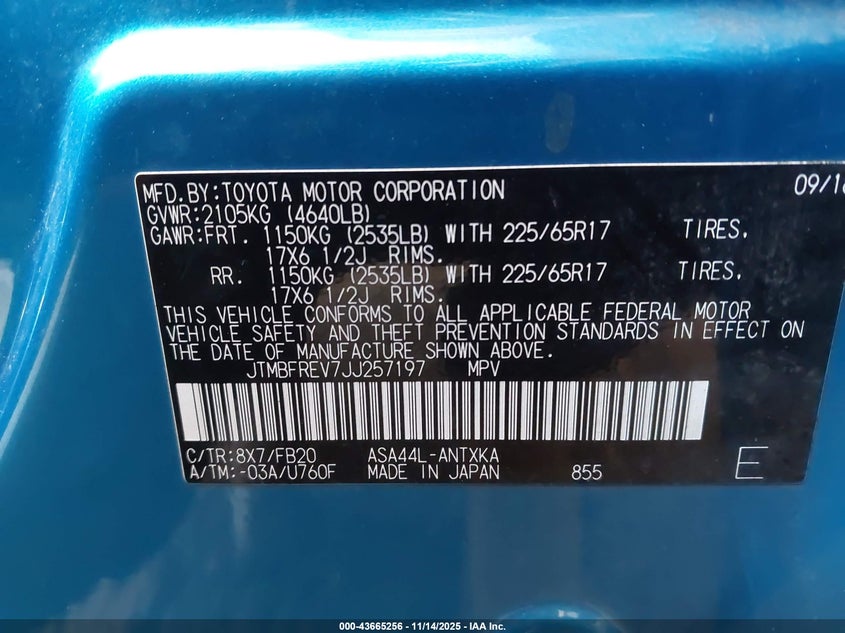 MFD.BY:TOYOTA MOTOR CORPORATION 09/18
GVWR:2105KG (4640LB)
GAWR:FRT. 1150KG (2535LB) WITH 225/65R17 TIRES,
17X6 1/2J RIMS.
RR. 1150KG (2535LB) WITH 225/65R17 TIRES,
17X6 1/2J RIMS.
THIS VEHICLE CONFORMS TO ALL APPLICABLE FEDERAL MOTOR
VEHICLE SAFETY AND THEFT PREVENTION STANDARDS IN EFFECT ON
THE DATE OF MANUFACTURE SHOWN ABOVE.
JTMBFREV7JJ257197 MPV
C/TR:8X7/FB20 ASA44L-ANTXKA
A/TM:-03A/U760F MADE IN JAPAN 855 E
000-43665256 - 11/14/2025 - IAA Inc.